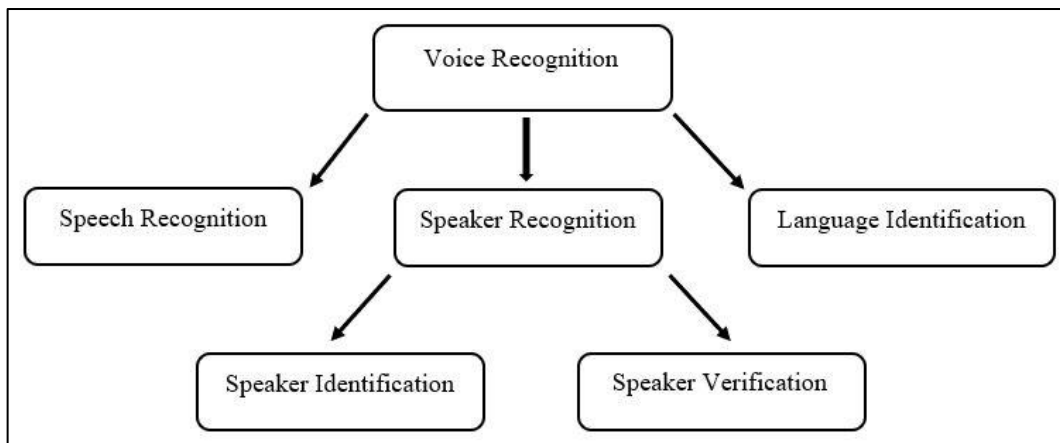 Voice Recognition
Speech Recognition
Speaker Recognition
Language Identification
Speaker Identification
Speaker Verification